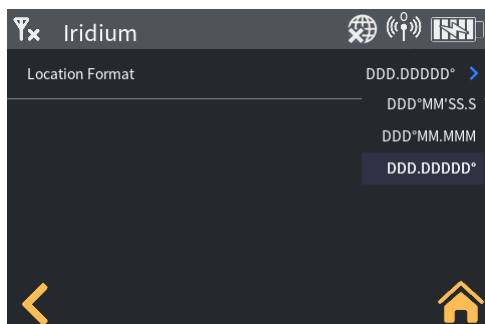 Iridium
Location Format
DDD.DDDDD°
DDD°MM'SS.S
DDD°MM.MMM
DDD.DDDDD°